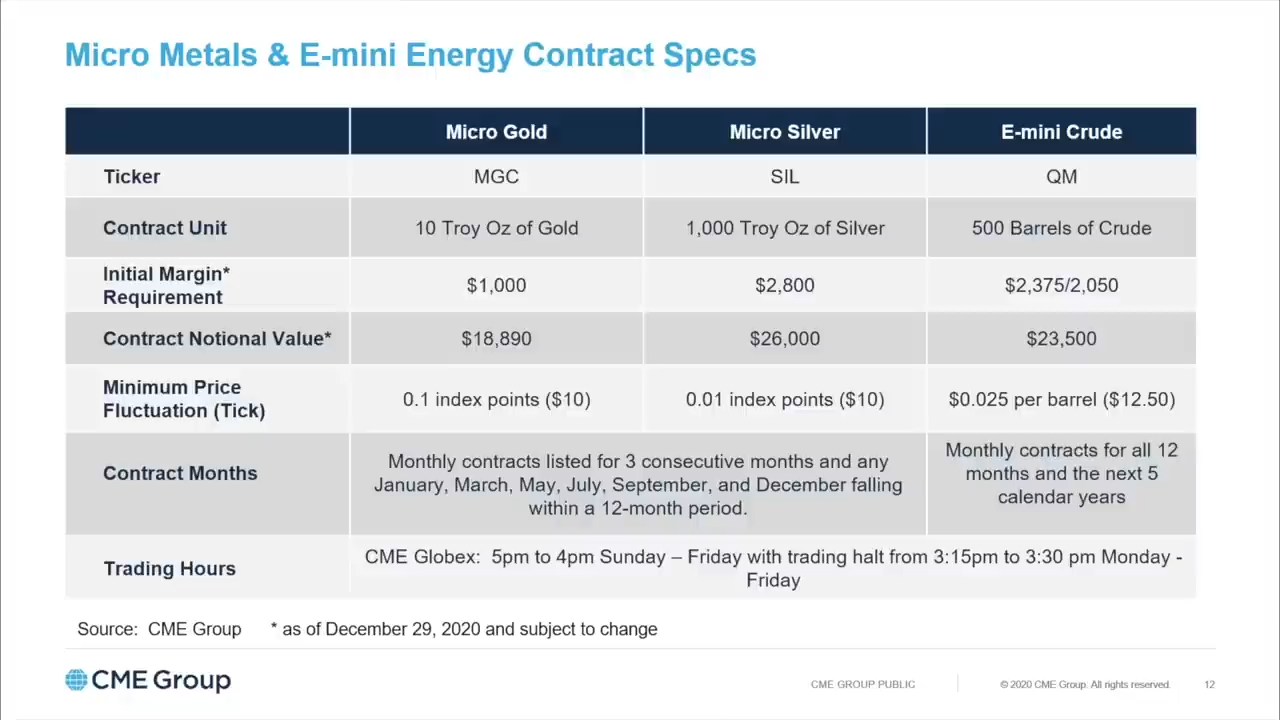 Micro Metals & E-mini Energy Contract Specs
Micro Gold
Micro Silver
E-mini Crude
Ticker
MGC
SIL
QM
Contract Unit
10 Troy Oz of Gold
1,000 Troy Oz of Silver
500 Barrels of Crude
Initial Margin*
Requirement
$1,000
$2,800
$2,375/2,050
Contract Notional Value*
$18,890
$26,000
$23,500
Minimum Price
Fluctuation (Tick)
0.1 index points ($10)
0.01 index points ($10)
$0.025 per barrel ($12.50)
Contract Months
Monthly contracts listed for 3 consecutive months and any
January, March, May, July, September, and December falling
within a 12-month period.
Monthly contracts for all 12
months and the next 5
calendar years
Trading Hours
CME Globex: 5pm to 4pm Sunday – Friday with trading halt from 3:15pm to 3:30 pm Monday -
Friday
Source: CME Group * as of December 29, 2020 and subject to change
CME Group
CME GROUP PUBLIC
© 2020 CME Group. All rights reserved.
12